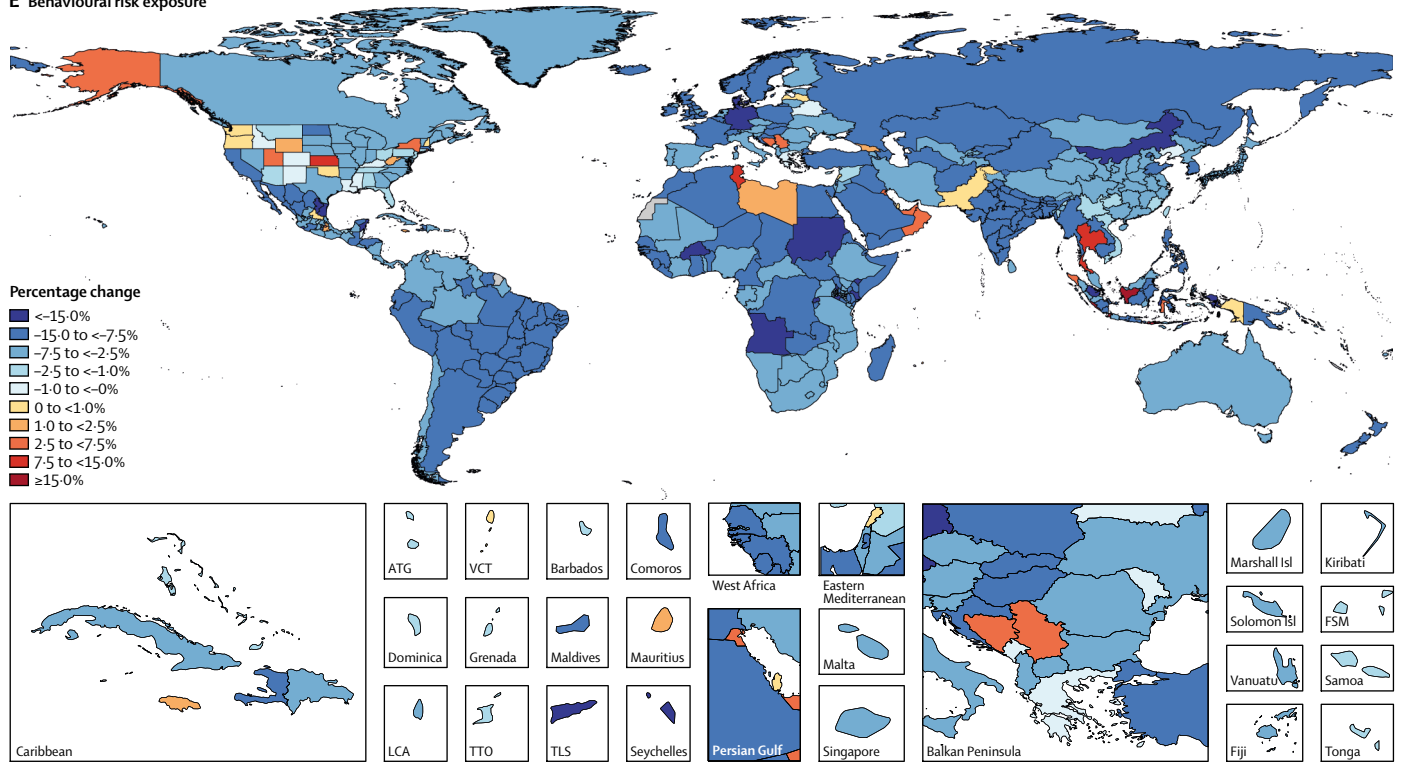 E Behavioural risk exposure
Percentage change
<–15·0%
–15·0 to <–7·5%
–7·5 to <–2·5%
–2·5 to <–1·0%
–1·0 to <–0%
0 to <1·0%
1·0 to <2·5%
2·5 to <7·5%
7·5 to <15·0%
≥15·0%
Caribbean
ATG
VCT
Barbados
Comoros
Dominica
Grenada
Maldives
Mauritius
LCA
TTO
TLS
Seychelles
West Africa
Eastern
Mediterranean
Persian Gulf
Malta
Singapore
Balkan Peninsula
Marshall Isl
Kiribati
Solomon Isl
FSM
Vanuatu
Samoa
Fiji
Tonga